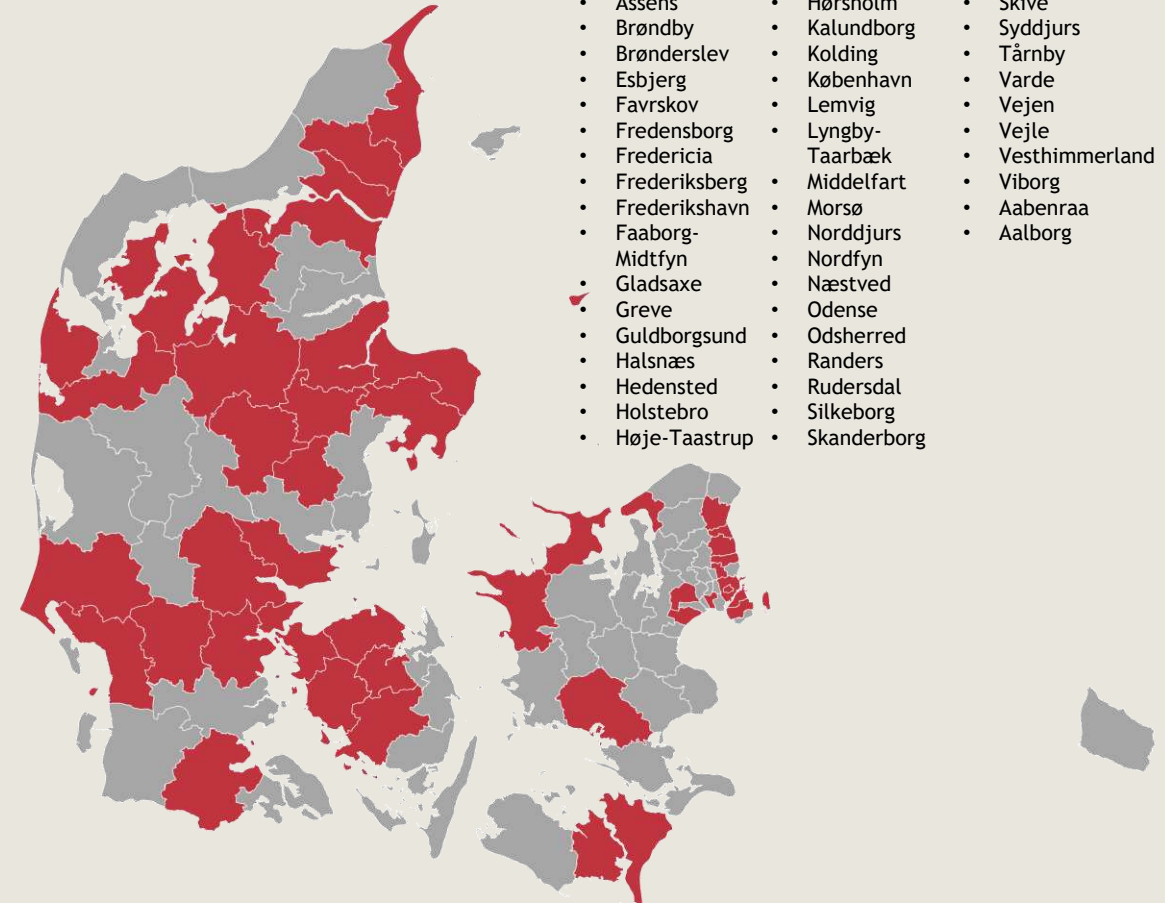 • Assens
• Brøndby
• Brønderslev
• Esbjerg
• Favrskov
• Fredensborg
• Fredericia
• Frederiksberg
• Frederikshavn
• Faaborg-
Midtfyn
• Gladsaxe
• Greve
• Guldborgsund
• Halsnæs
• Hedensted
• Holstebro
• Høje-Taastrup
• Hørsholm
• Kalundborg
• Kolding
• København
• Lemvig
• Lyngby-
Taarbæk
• Middelfart
• Morsø
• Norddjurs
• Nordfyn
• Næstved
• Odense
• Odsherred
• Randers
• Rudersdal
• Silkeborg
• Skanderborg
• Skive
• Syddjurs
• Tårnby
• Varde
• Vejen
• Vejle
• Vesthimmerland
• Viborg
• Aabenraa
• Aalborg